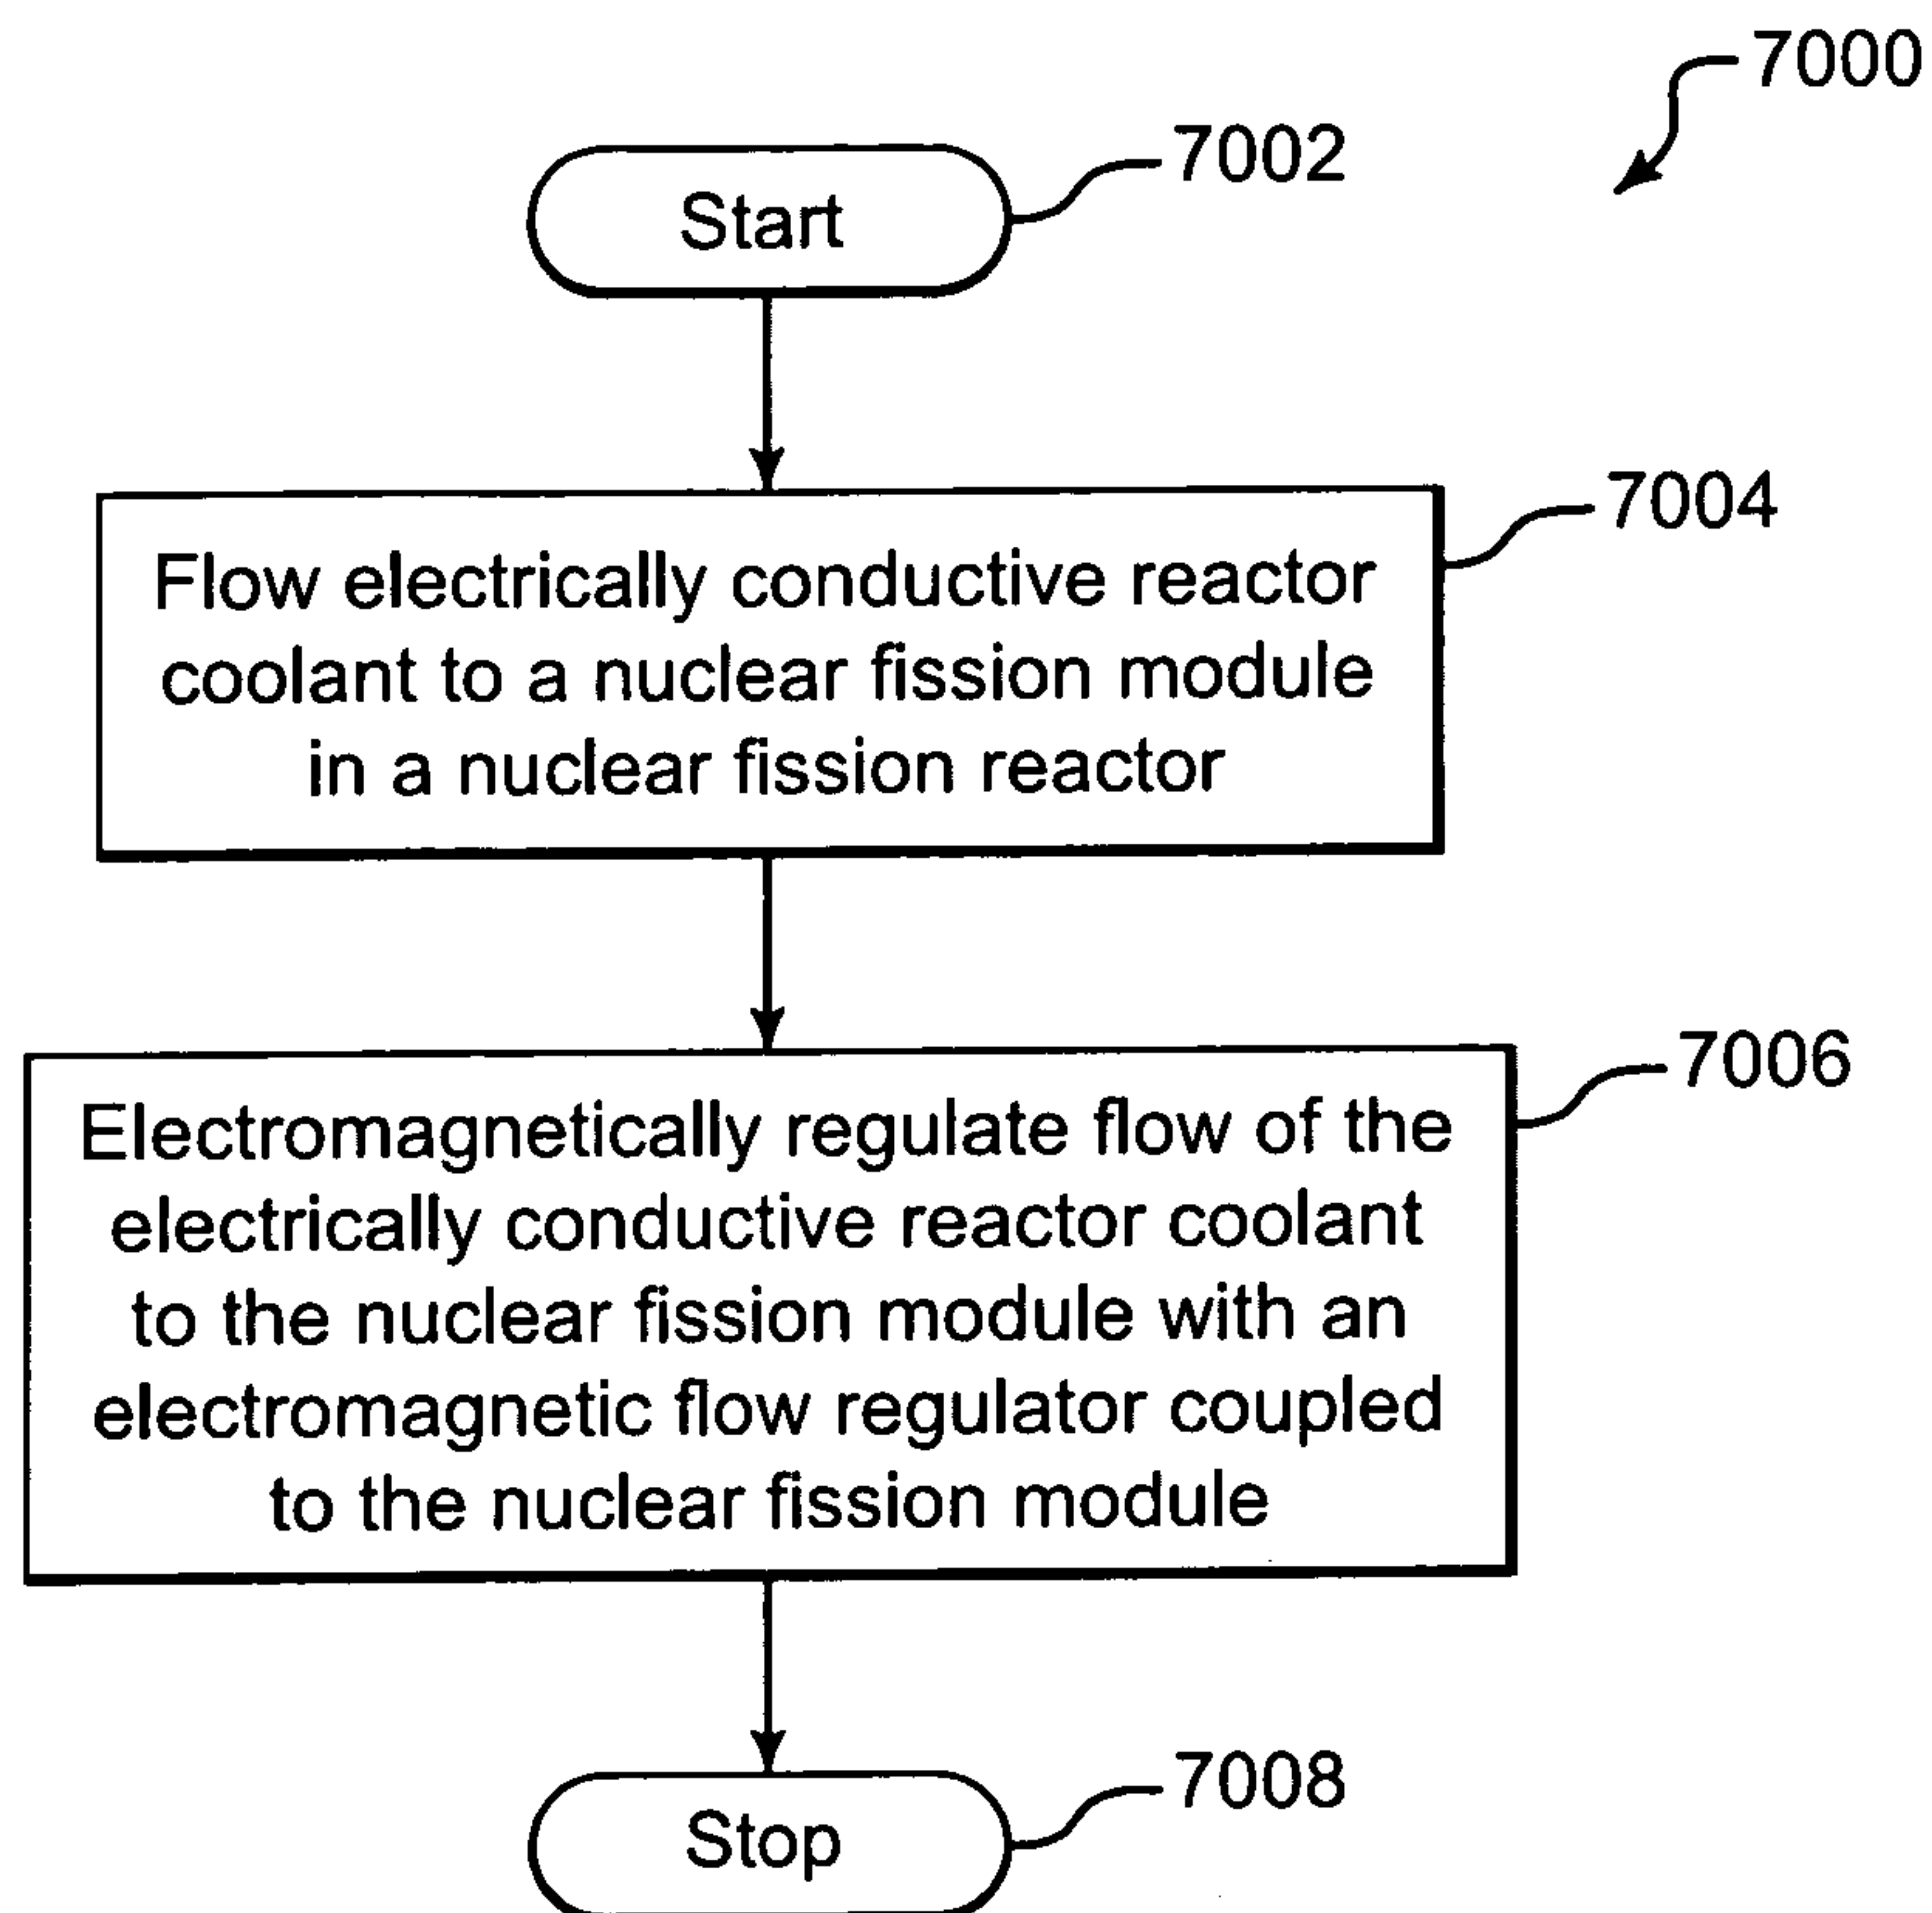 7000
7002
Start
7004
Flow electrically conductive reactor
coolant to a nuclear fission module
in a nuclear fission reactor
7006
Electromagnetically regulate flow of the
electrically conductive reactor coolant
to the nuclear fission module with an
electromagnetic flow regulator coupled
to the nuclear fission module
7008
Stop